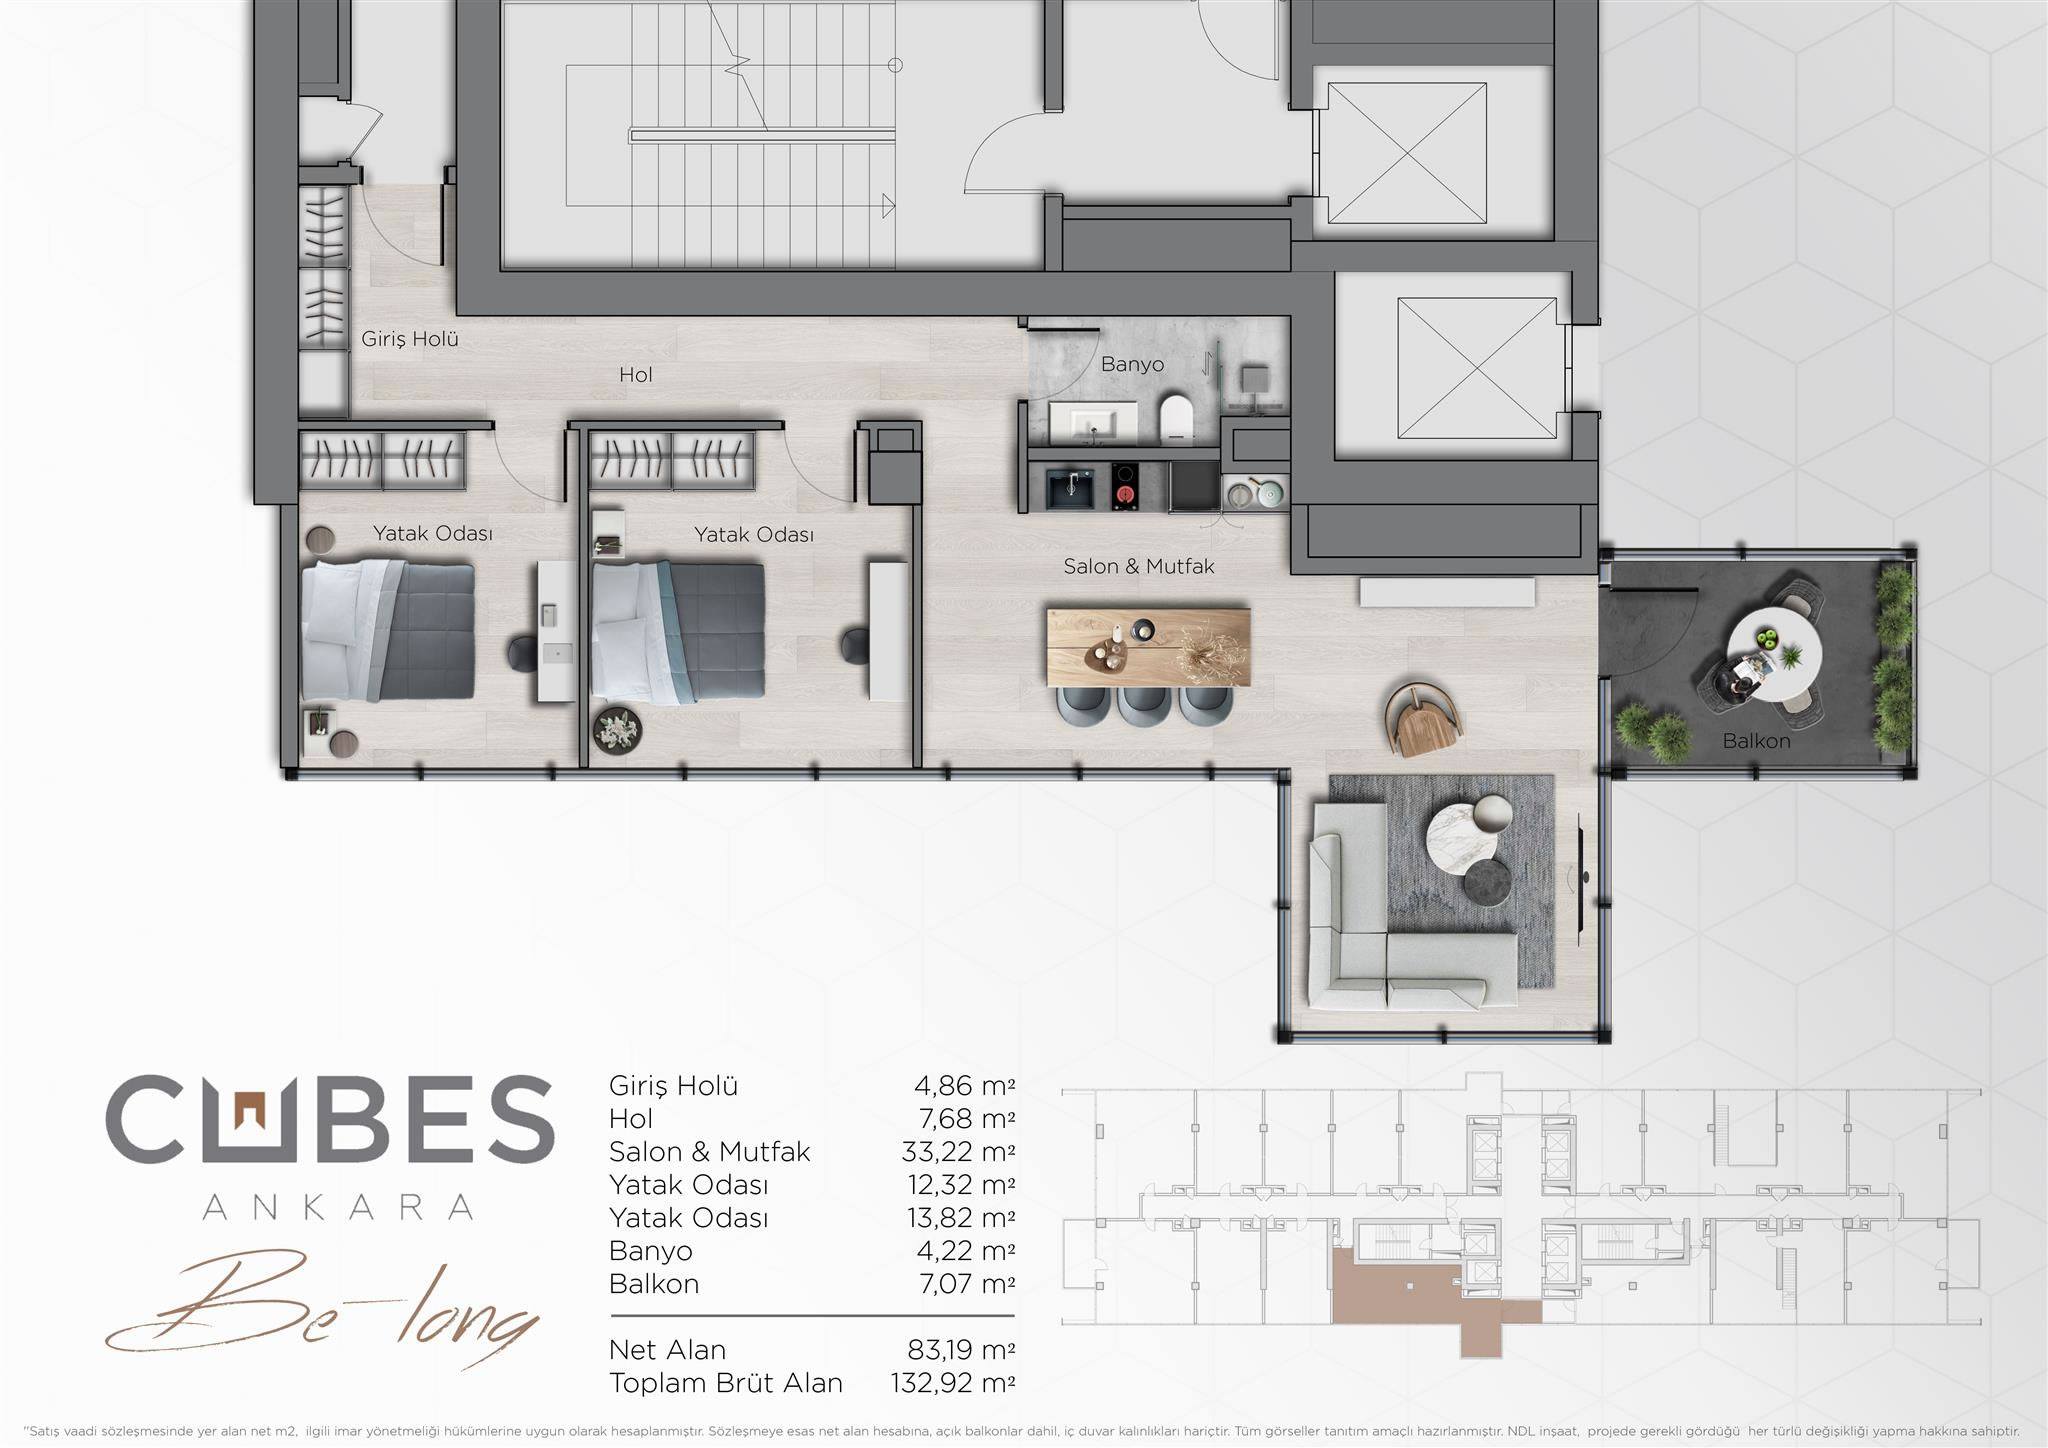 Giriş Holü
Hol
Banyo
Yatak Odası
Yatak Odası
Salon & Mutfak
Balkon
CUBES
ANKARA
Be-long
Giriş Holü 4,86 m²
Hol 7,68 m²
Salon & Mutfak 33,22 m²
Yatak Odası 12,32 m²
Yatak Odası 13,82 m²
Banyo 4,22 m²
Balkon 7,07 m²
Net Alan 83,19 m²
Toplam Brüt Alan 132,92 m²
"Satış vaadi sözleşmesinde yer alan net m2, ilgili imar yönetmeliği hükümlerine uygun olarak hesaplanmıştır. Sözleşmeye esas net alan hesabına, açık balkonlar dahil, iç duvar kalınlıkları hariçtir. Tüm görseller tanıtım amaçlı hazırlanmıştır. NDL inşaat, projede gerekli gördüğü her türlü değişikliği yapma hakkına sahiptir.